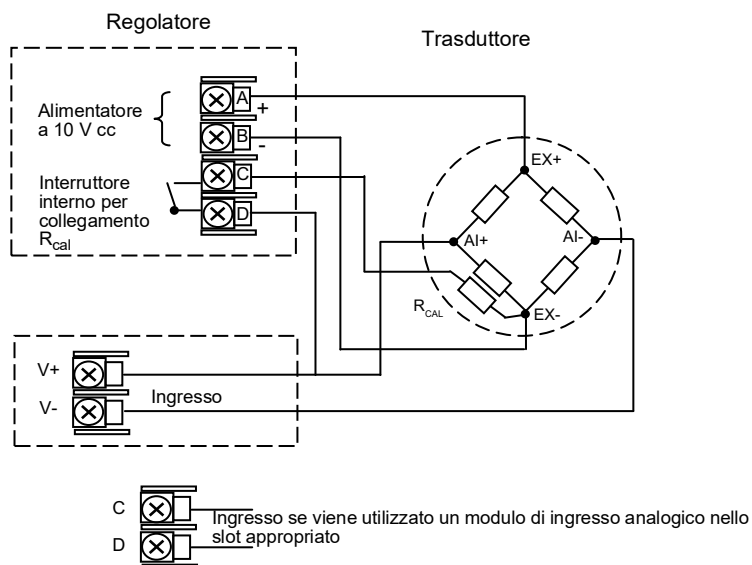 Regolatore
Trasduttore
Alimentatore
a 10 V cc
A
+
B
-
C
D
Interruttore
interno per
collegamento
Rcal
EX+
AI+
AI-
RCAL
EX-
V+
V-
Ingresso
C
D
Ingresso se viene utilizzato un modulo di ingresso analogico nello
slot appropriato